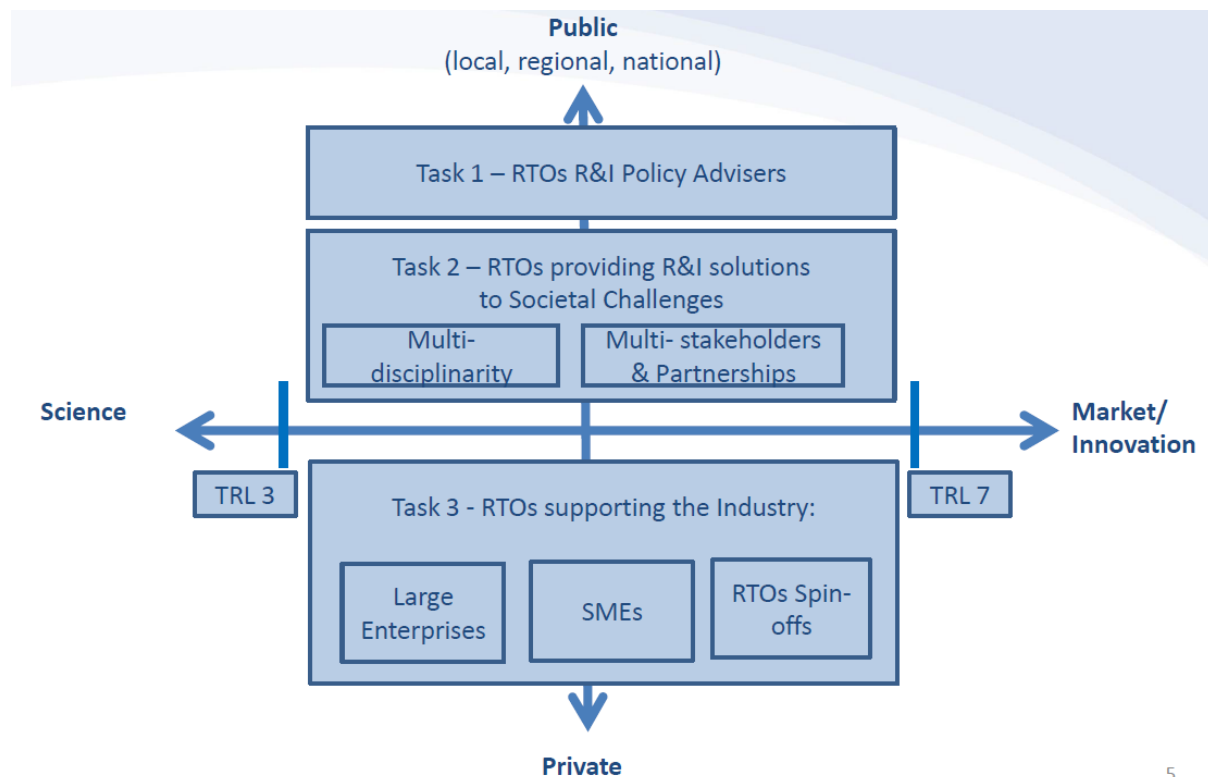 Public
(local, regional, national)
Task 1 – RTOs R&I Policy Advisers
Task 2 – RTOs providing R&I solutions
to Societal Challenges
Multi-
disciplinarity
Multi- stakeholders
& Partnerships
Science
Market/
Innovation
TRL 3
TRL 7
Task 3 - RTOs supporting the Industry:
Large
Enterprises
SMEs
RTOs Spin-
offs
Private
5